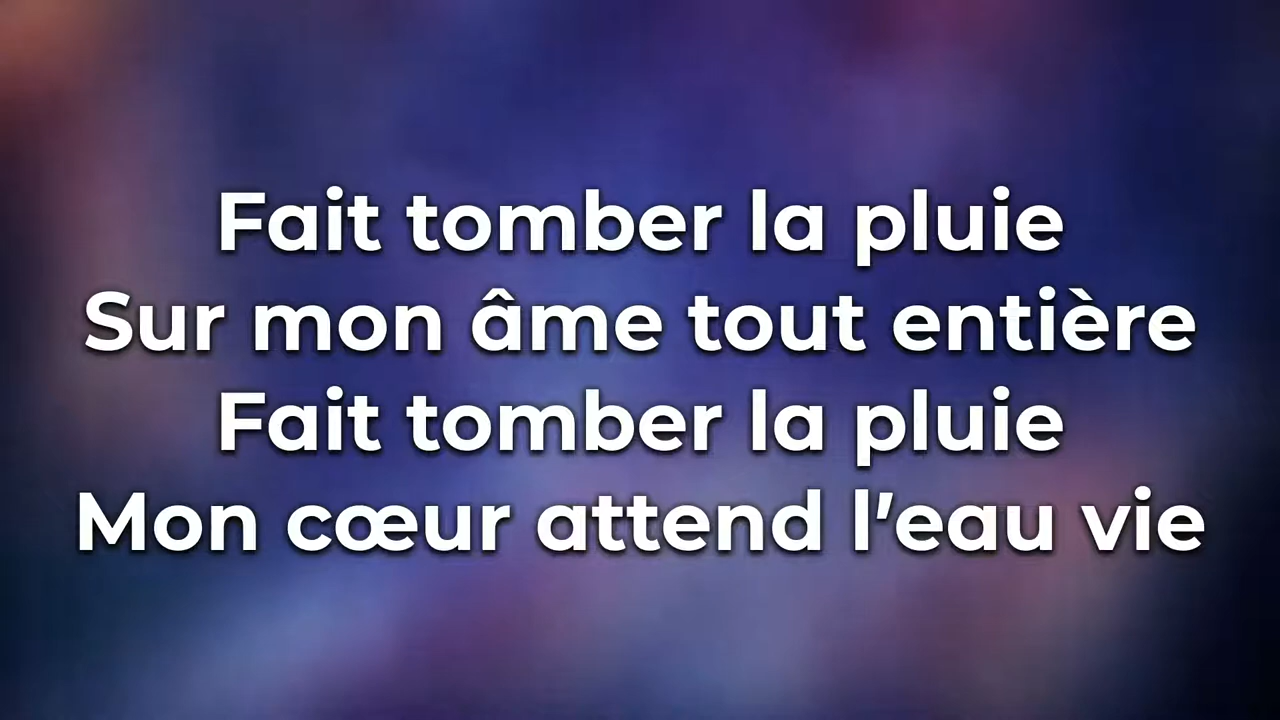 Fait tomber la pluie
Sur mon âme tout entière
Fait tomber la pluie
Mon cœur attend l'eau vie